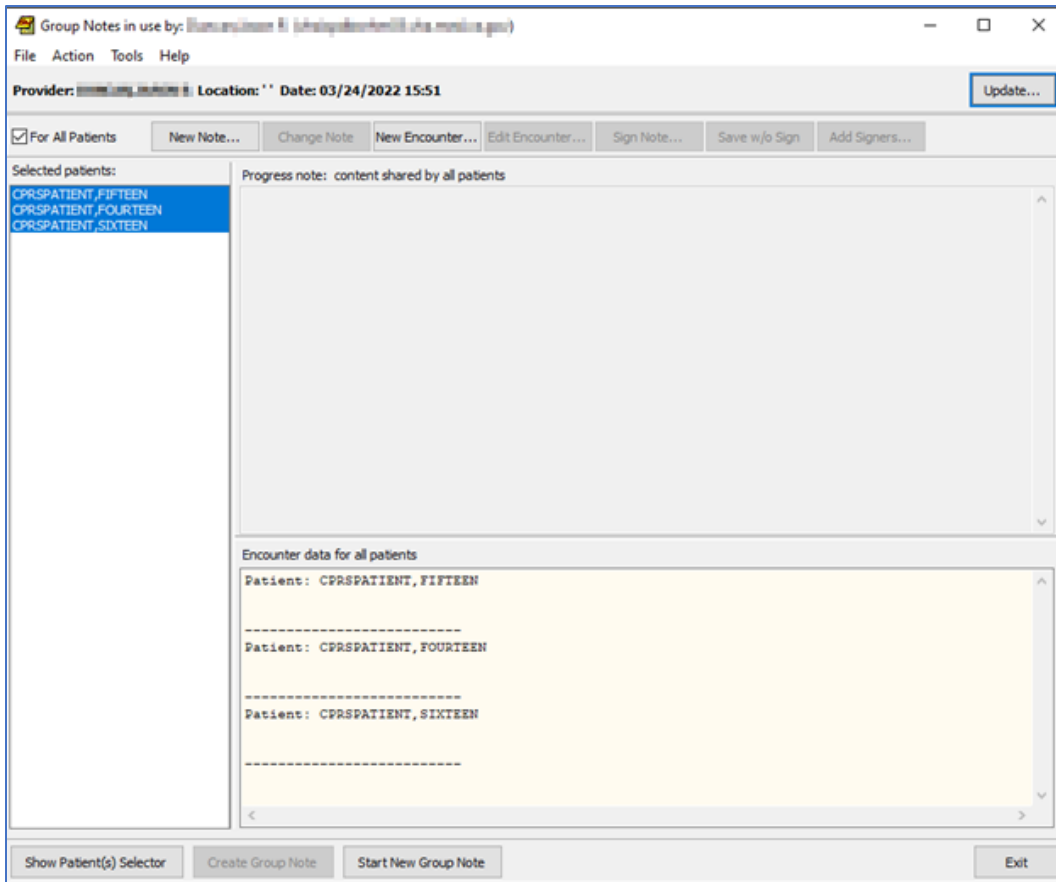 Group Notes in use by:
File Action Tools Help
Provider: Location: ' ' Date: 03/24/2022 15:51
Update...
For All Patients New Note... Change Note New Encounter... Edit Encounter... Sign Note... Save w/o Sign Add Signers...
Selected patients:
CPRSPATIENT,FIFTEEN
CPRSPATIENT,FOURTEEN
CPRSPATIENT,SIXTEEN
Progress note: content shared by all patients
Encounter data for all patients
Patient: CPRSPATIENT,FIFTEEN
--------------------------
Patient: CPRSPATIENT,FOURTEEN
--------------------------
Patient: CPRSPATIENT,SIXTEEN
--------------------------
Show Patient(s) Selector Create Group Note Start New Group Note Exit